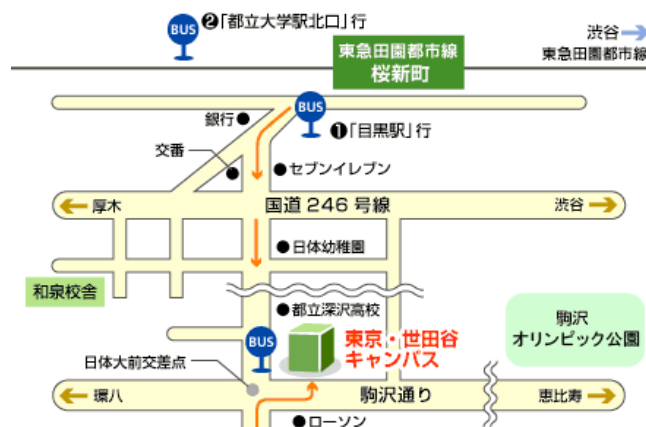 BUS
❷「都立大学駅北口」行
渋谷
東急田園都市線
東急田園都市線
桜新町
BUS
❶「目黒駅」行
銀行
交番
セブンイレブン
厚木
国道246号線
渋谷
日体幼稚園
和泉校舎
都立深沢高校
駒沢
オリンピック公園
BUS
東京・世田谷
キャンパス
日体大前交差点
環八
駒沢通り
恵比寿
ローソン